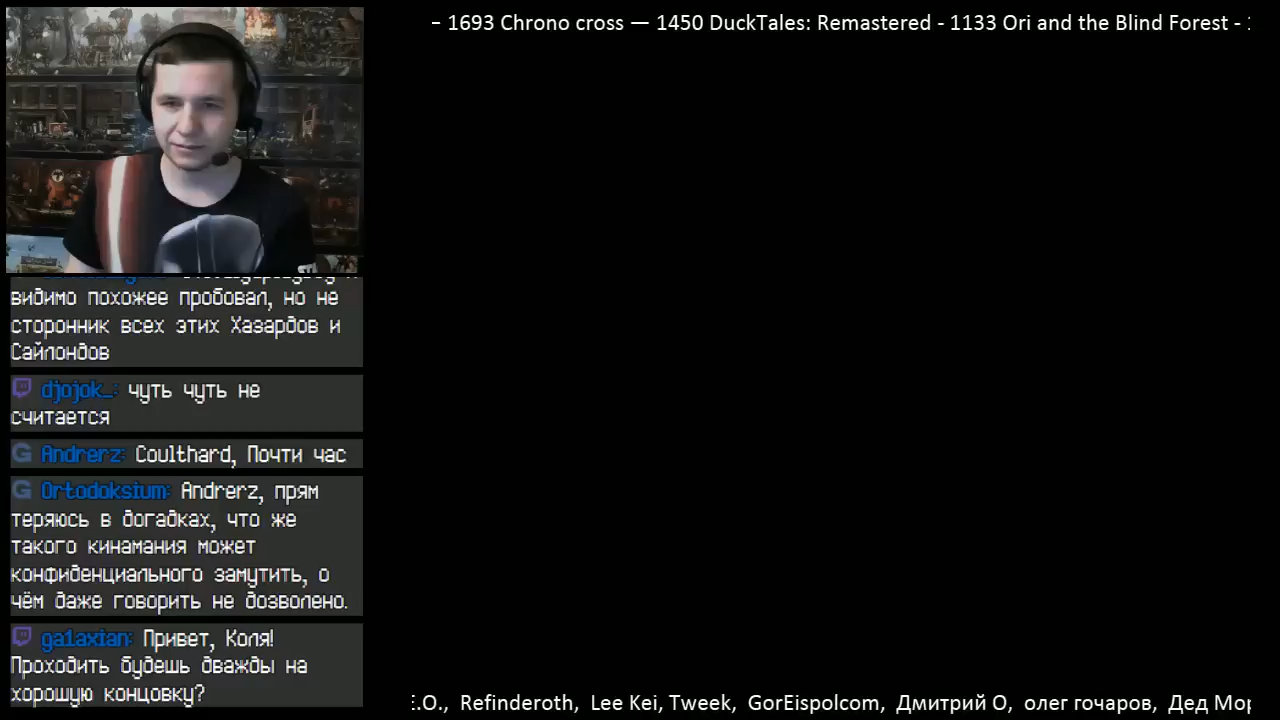 – 1693 Chrono cross — 1450 DuckTales: Remastered - 1133 Ori and the Blind Forest -
видимо похожее пробовал, но не
сторонник всех этих Хазардов и
Сайлондов
djojok_: чуть чуть не
считается
Andrerz: Coulthard, Почти час
Ortodoksium: Andrerz, прям
теряюсь в догадках, что же
такого кинамания может
конфиденциального замутить, о
чём даже говорить не дозволено.
ga1axian: Привет, Коля!
Проходить будешь дважды на
хорошую концовку?
E.O., Refinderoth, Lee Kei, Tweek, GorEispolcom, Дмитрий О, олег гочаров, Дед Мор